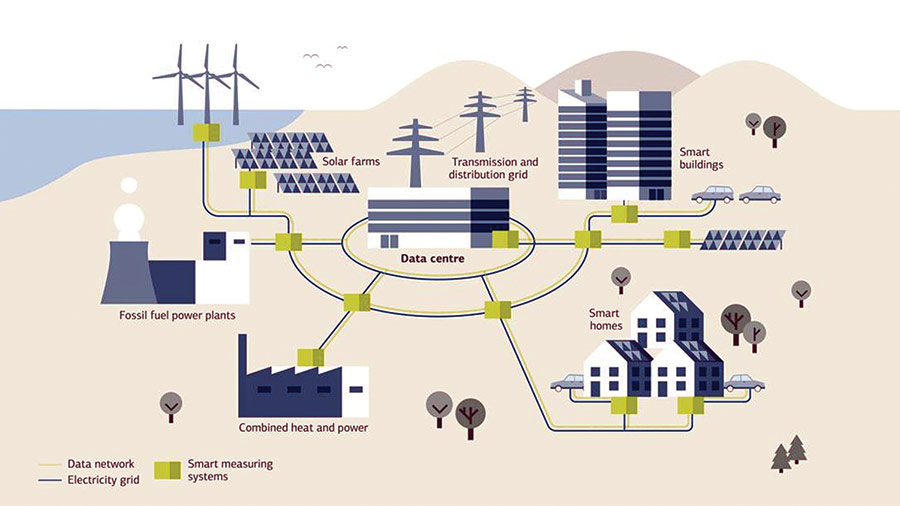 Solar farms
Transmission and
distribution grid
Smart
buildings
Data centre
Fossil fuel power plants
Smart
homes
Combined heat and power
Data network
Electricity grid
Smart measuring
systems